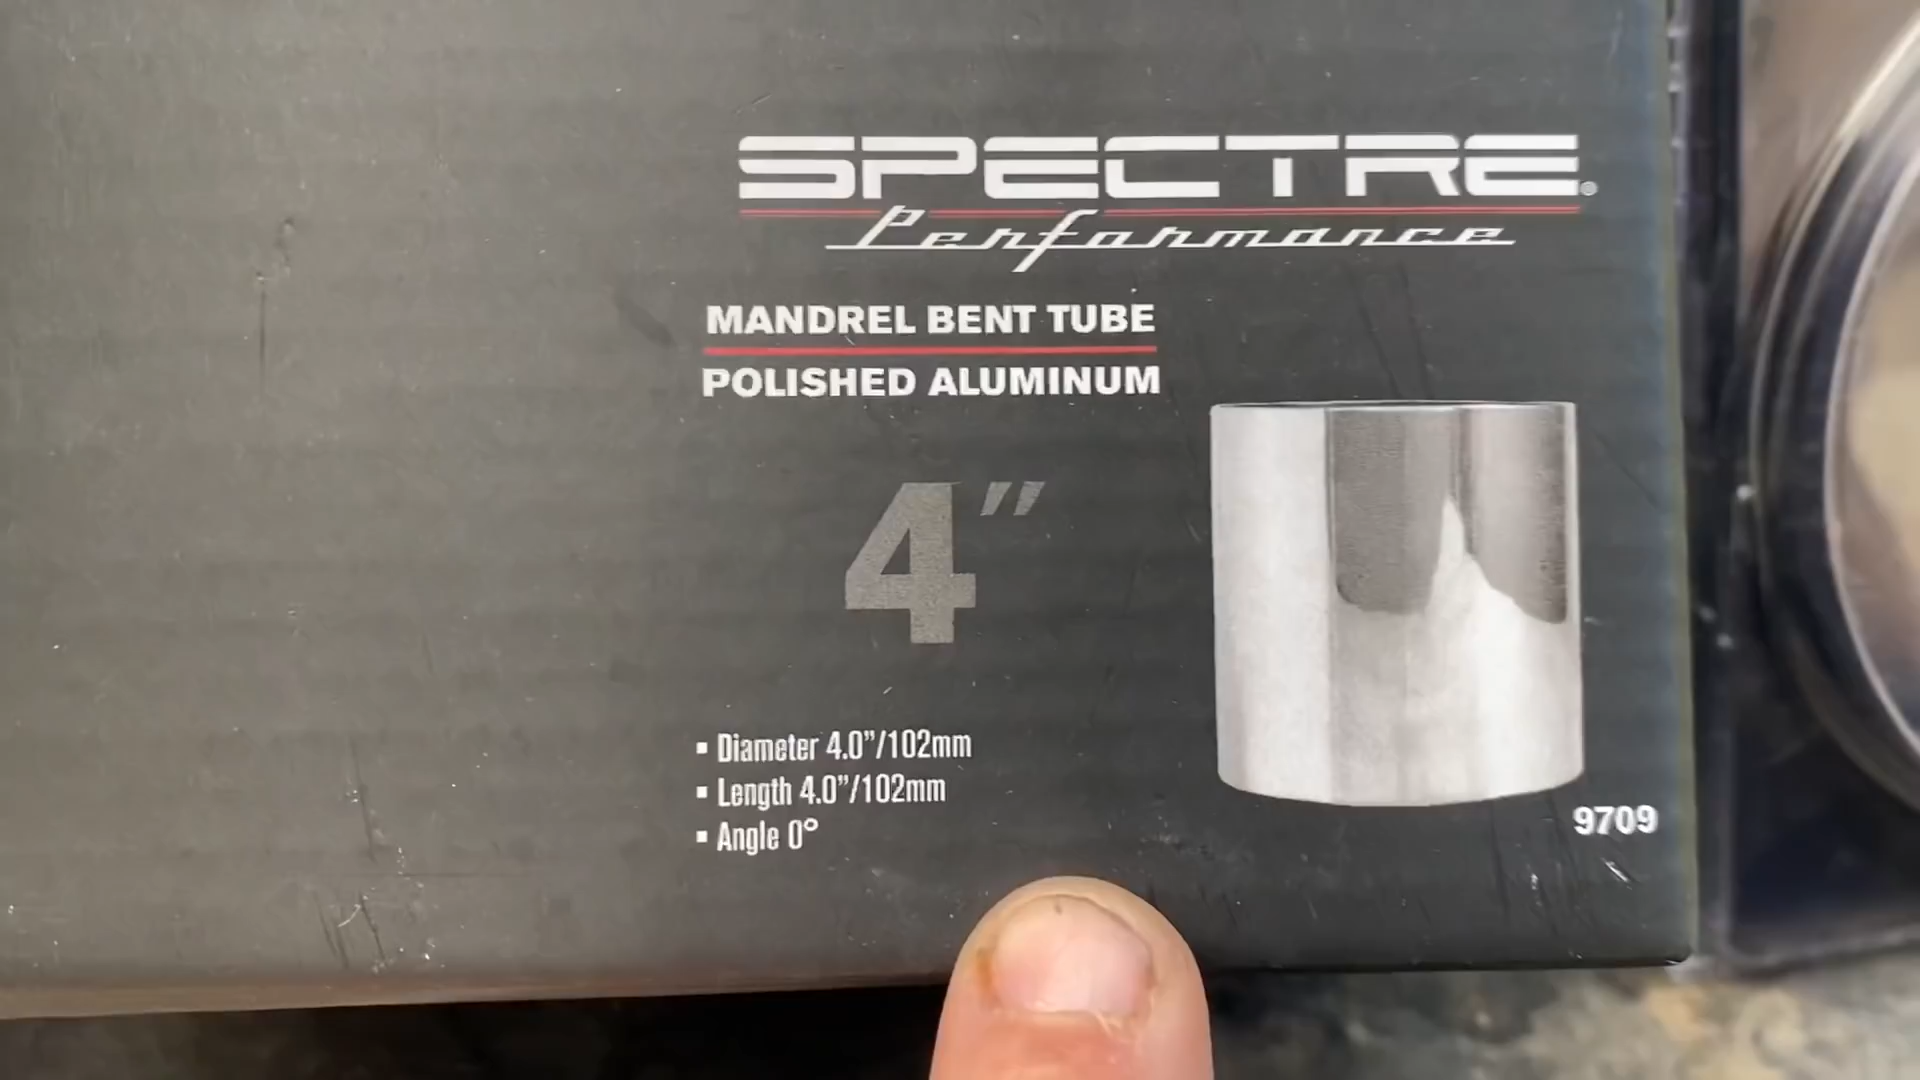 SPECTRE®
Performance
MANDREL BENT TUBE
POLISHED ALUMINUM
4"
▪ Diameter 4.0”/102mm
▪ Length 4.0”/102mm
▪ Angle 0°
9709